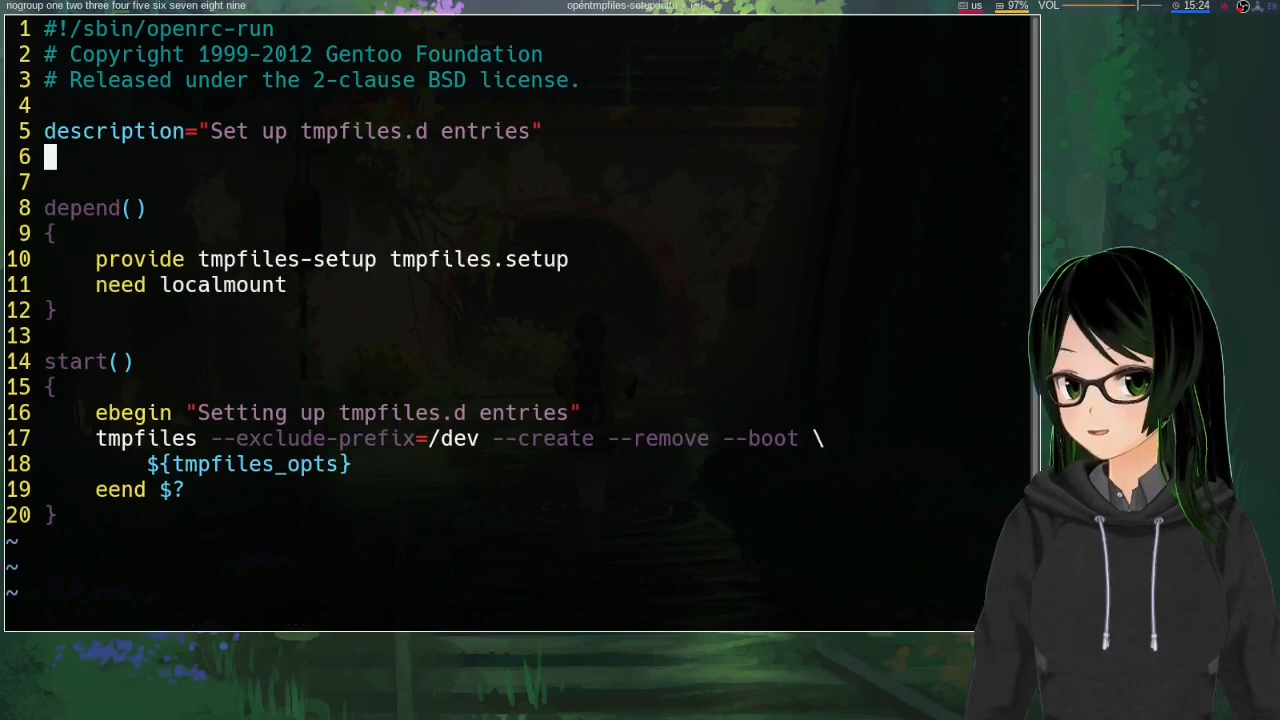 nogroup one two three four five six seven eight nine
us 97% VOL 15:24
1 #!/sbin/openrc-run
2 # Copyright 1999-2012 Gentoo Foundation
3 # Released under the 2-clause BSD license.
4
5 description="Set up tmpfiles.d entries"
6
7
8 depend()
9 {
10 provide tmpfiles-setup tmpfiles.setup
11 need localmount
12 }
13
14 start()
15 {
16 ebegin "Setting up tmpfiles.d entries"
17 tmpfiles --exclude-prefix=/dev --create --remove --boot \
18 ${tmpfiles_opts}
19 eend $?
20 }
~
~
~